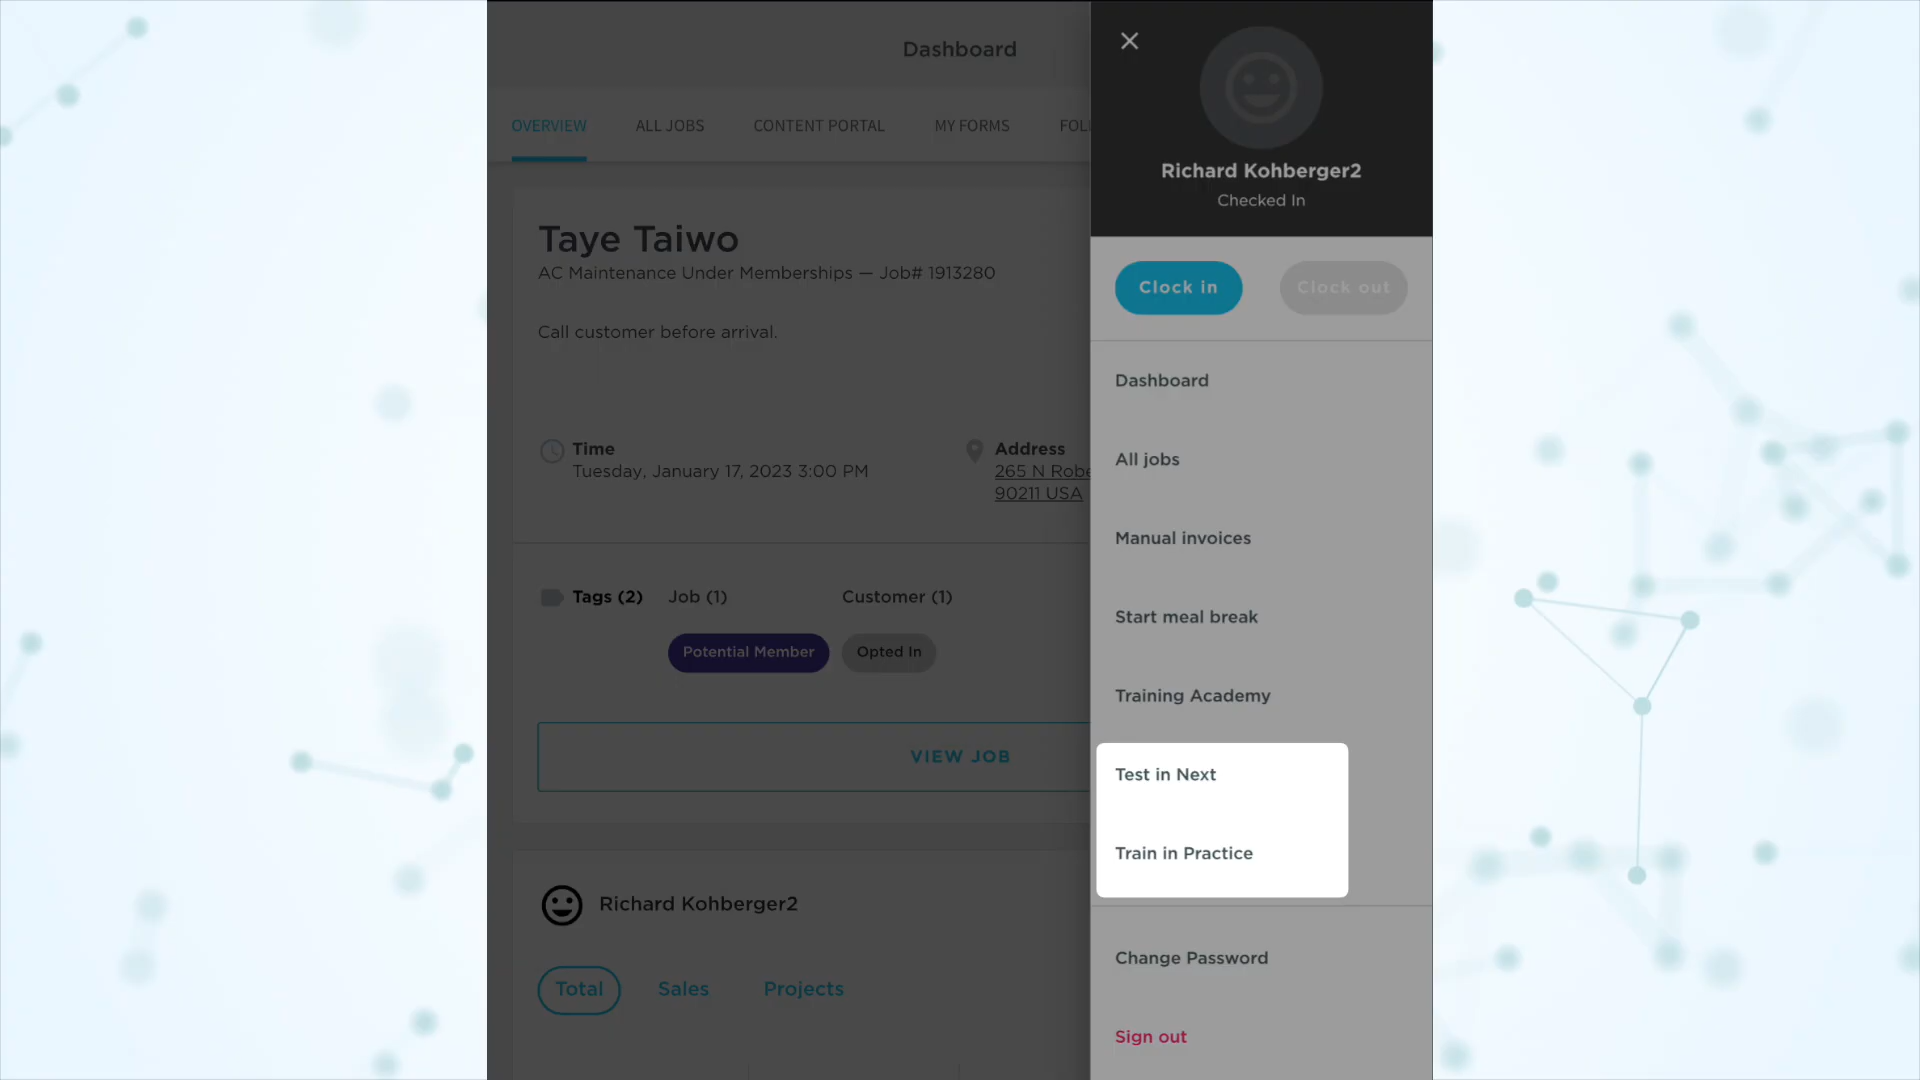 Dashboard
OVERVIEW
ALL JOBS
CONTENT PORTAL
MY FORMS
FOL
Taye Taiwo
AC Maintenance Under Memberships — Job# 1913280
Call customer before arrival.
Time
Tuesday, January 17, 2023 3:00 PM
Address
265 N Robe
90211 USA
Tags (2)
Job (1)
Customer (1)
Potential Member
Opted In
VIEW JOB
Richard Kohberger2
Total
Sales
Projects
Richard Kohberger2
Checked In
Clock in
Clock out
Dashboard
All jobs
Manual invoices
Start meal break
Training Academy
Test in Next
Train in Practice
Change Password
Sign out